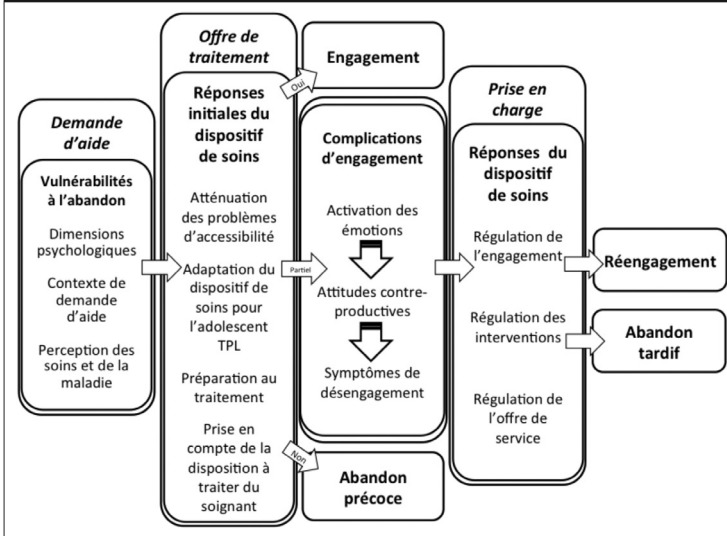 Demande
d'aide
Vulnérabilités
à l'abandon
Dimensions
psychologiques
Contexte de
demande
d'aide
Perception des
soins et de la
maladie
Offre de
traitement
Réponses
initiales du
dispositif
de soins
Atténuation
des problèmes
d'accessibilité
Adaptation du
dispositif de
soins pour
l'adolescent
TPL
Préparation au
traitement
Prise en
compte de la
disposition à
traiter du
soignant
Oui
Partiel
Non
Engagement
Complications
d'engagement
Activation des
émotions
Attitudes contre-
productives
Symptômes de
désengagement
Abandon
précoce
Prise en
charge
Réponses du
dispositif
de soins
Régulation de
l'engagement
Régulation des
interventions
Régulation de
l'offre de
service
Réengagement
Abandon
tardif